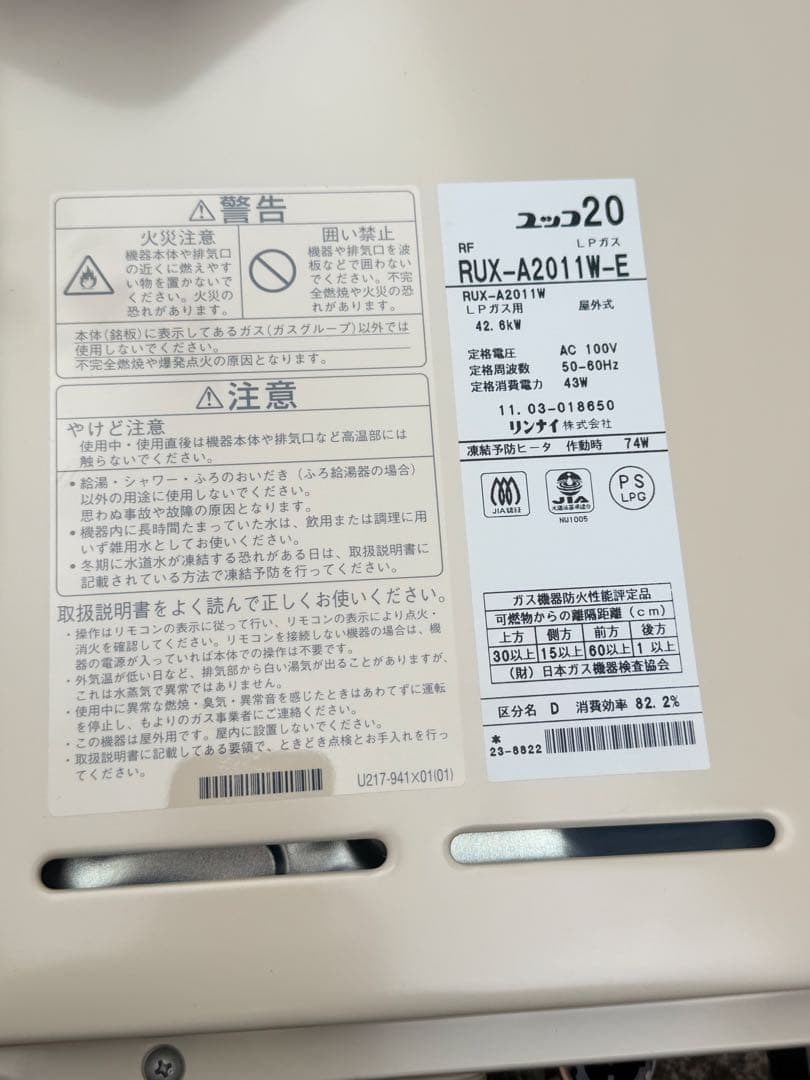 ⚠警告
火災注意
機器本体や排気口
の近くに燃えやす
い物を置かないで
ください。火災の
恐れがあります。
囲い禁止
機器や排気口を波
板などで囲わない
でください。不完
全燃焼や火災の恐
れがあります。
本体(銘板)に表示してあるガス(ガスグループ)以外では
使用しないでください。
不完全燃焼や爆発点火の原因となります。
⚠注意
やけど注意
使用中・使用直後は機器本体や排気口など高温部には
触らないでください。
• 給湯・シャワー・ふろのおいだき(ふろ給湯器の場合)
以外の用途に使用しないでください。
思わぬ事故や故障の原因となります。
• 機器内に長時間たまっていた水は、飲用または調理に用
いず雑用水としてお使いください。
• 冬期に水道水が凍結する恐れがある日は、取扱説明書に
記載されている方法で凍結予防を行ってください。
取扱説明書をよく読んで正しくお使いください。
・操作はリモコンの表示に従って行い、リモコンの表示により点火・
消火を確認してください。リモコンを接続しない機器の場合は、機
器の電源が入っていれば本体での操作は不要です。
・外気温が低い日など、排気部から白い湯気が出ることがありますが、
これは水蒸気で異常ではありません。
・使用中に異常な燃焼・臭気・異常音を感じたときはあわてずに運転
を停止し、もよりのガス事業者にご連絡ください。
・この機器は屋外用です。屋内に設置しないでください。
・取扱説明書に記載してある要領で、ときどき点検とお手入れを行っ
てください。
U217-941×01(01)
ユッコ20
RF LPガス
RUX-A2011W-E
RUX-A2011W
LPガス用 屋外式
42.6kW
定格電圧 AC 100V
定格周波数 50-60Hz
定格消費電力 43W
11.03-018650
リンナイ株式会社
凍結予防ヒータ 作動時 74W
JIA認証
JIA
NU1005
PS
LPG
ガス機器防火性能評定品
可燃物からの離隔距離(cm)
上方 側方 前方 後方
30以上 15以上 60以上 1以上
(財)日本ガス機器検査協会
区分名 D 消費効率 82.2%
*
23-8822